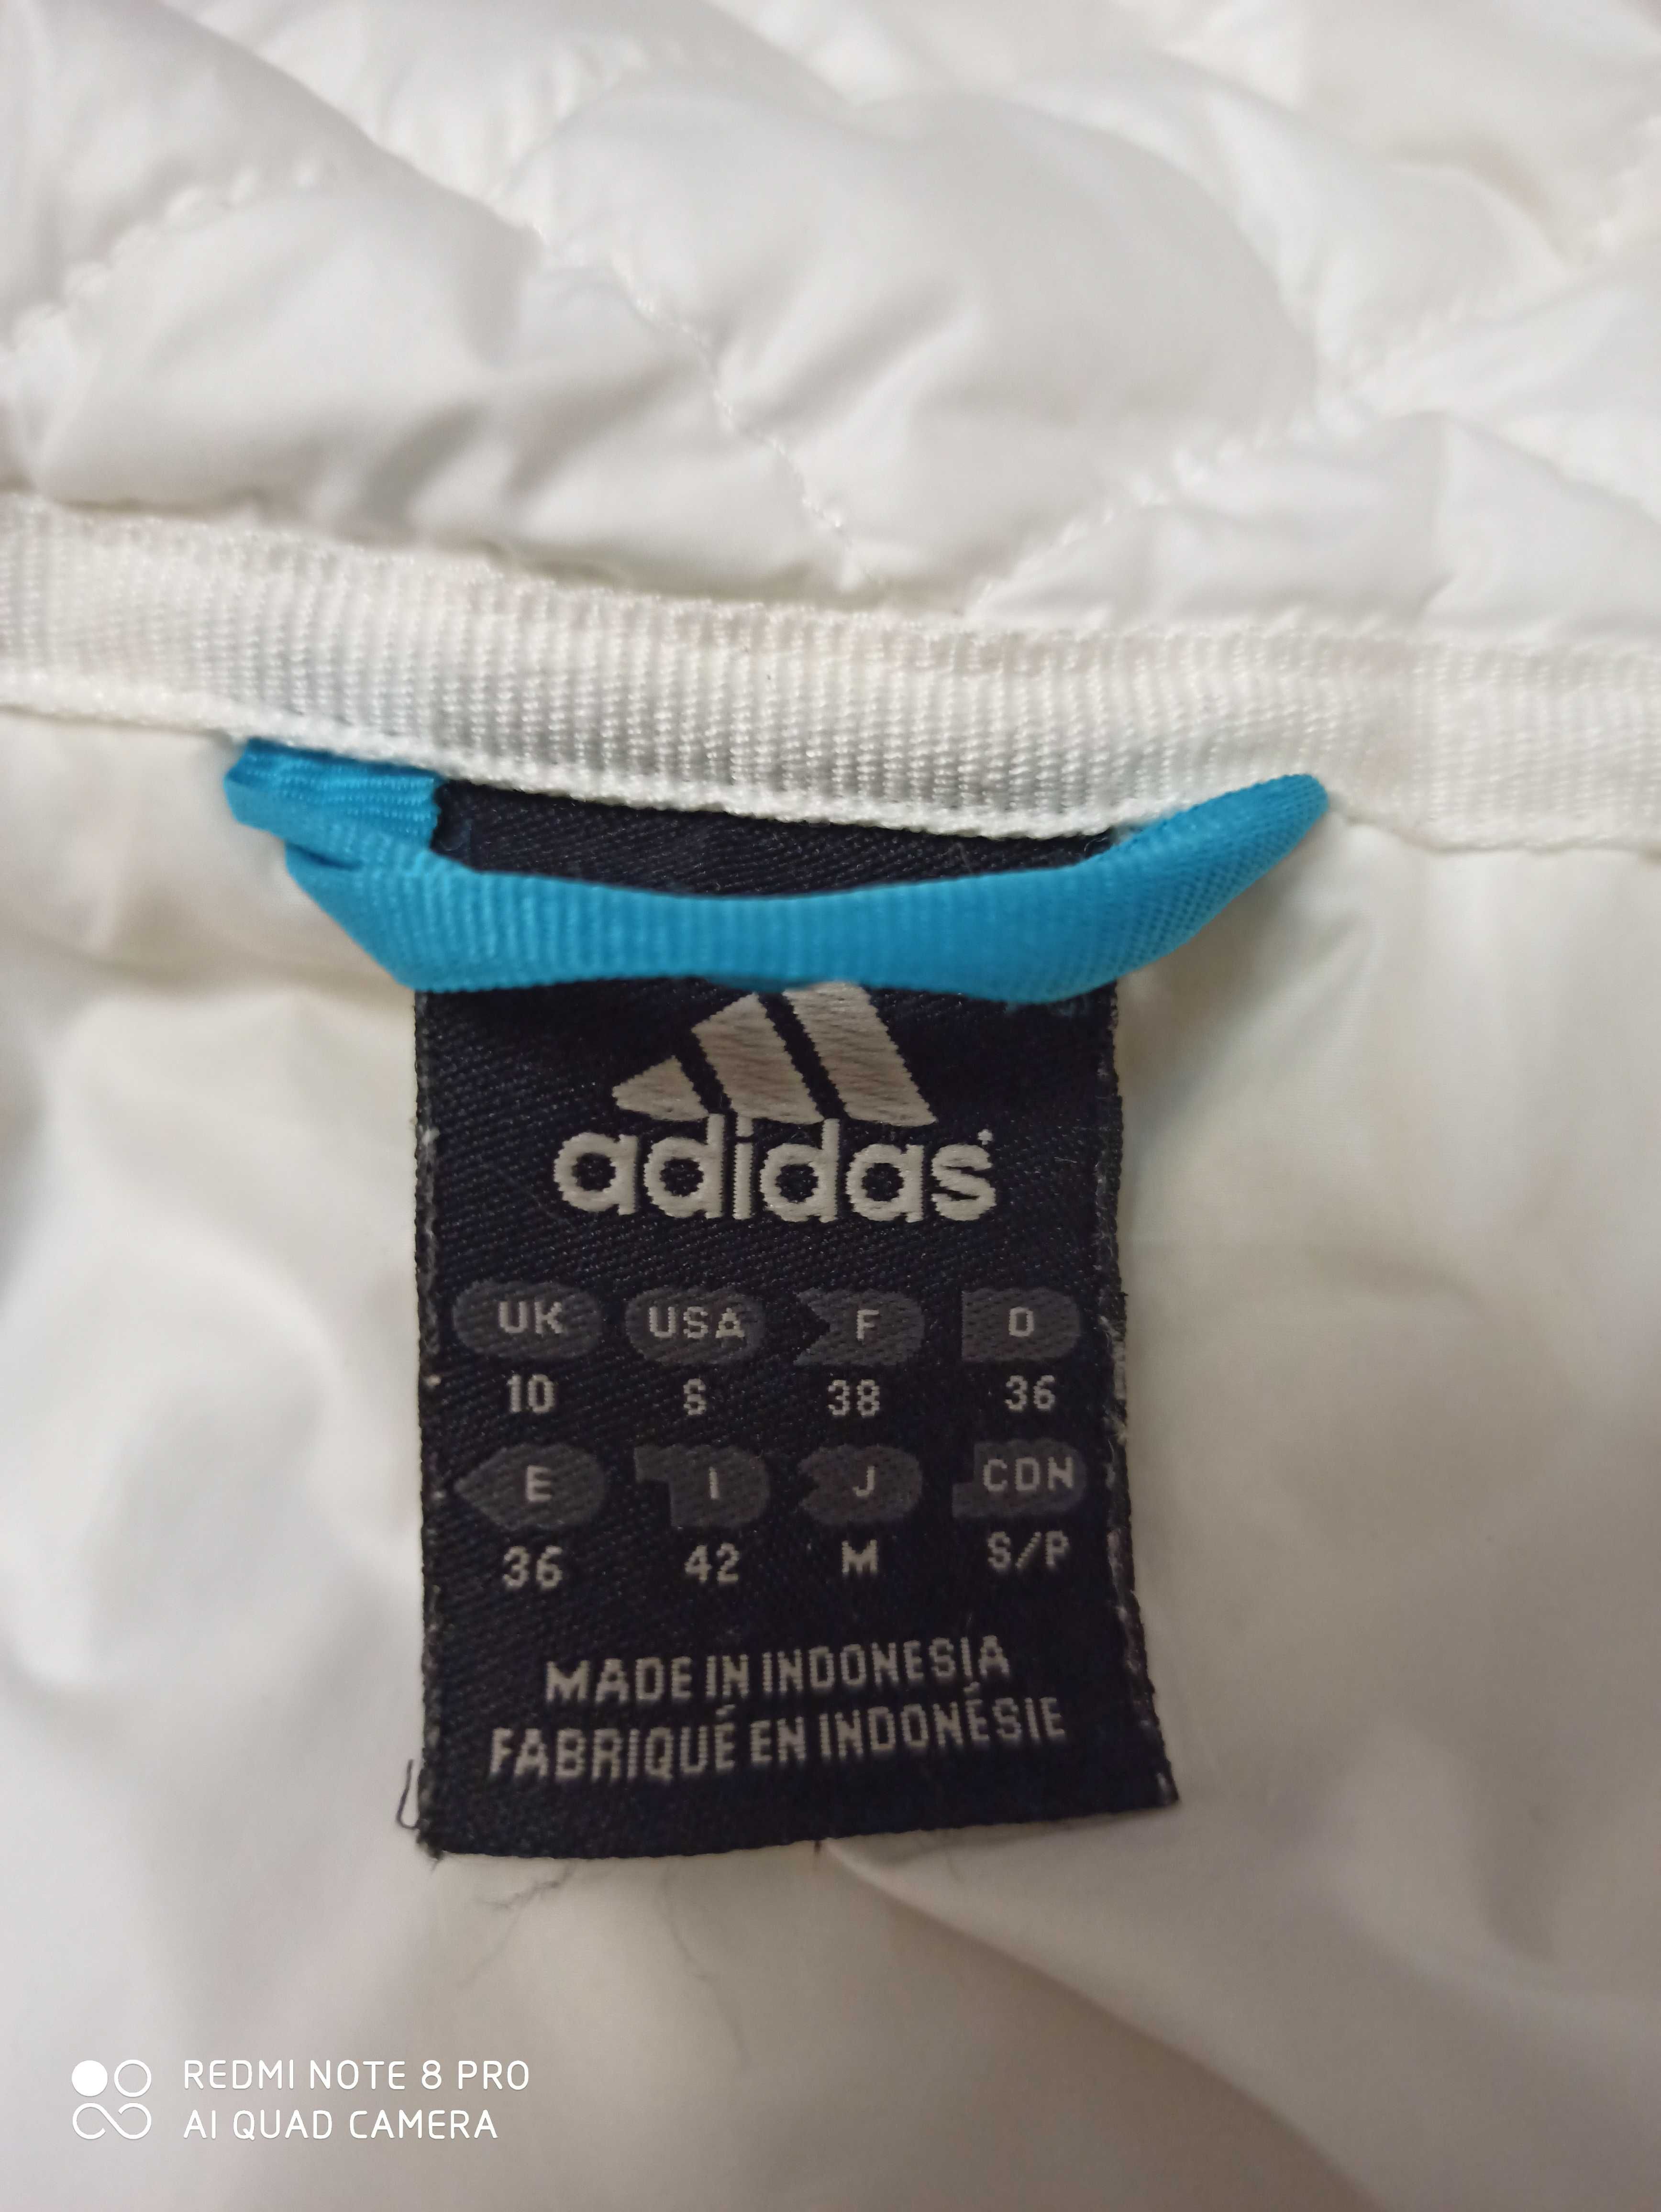 adidas
UK USA F D
10 S 38 36
E I J CDN
36 42 M S/P
MADE IN INDONESIA
FABRIQUÉ EN INDONÉSIE
REDMI NOTE 8 PRO
AI QUAD CAMERA